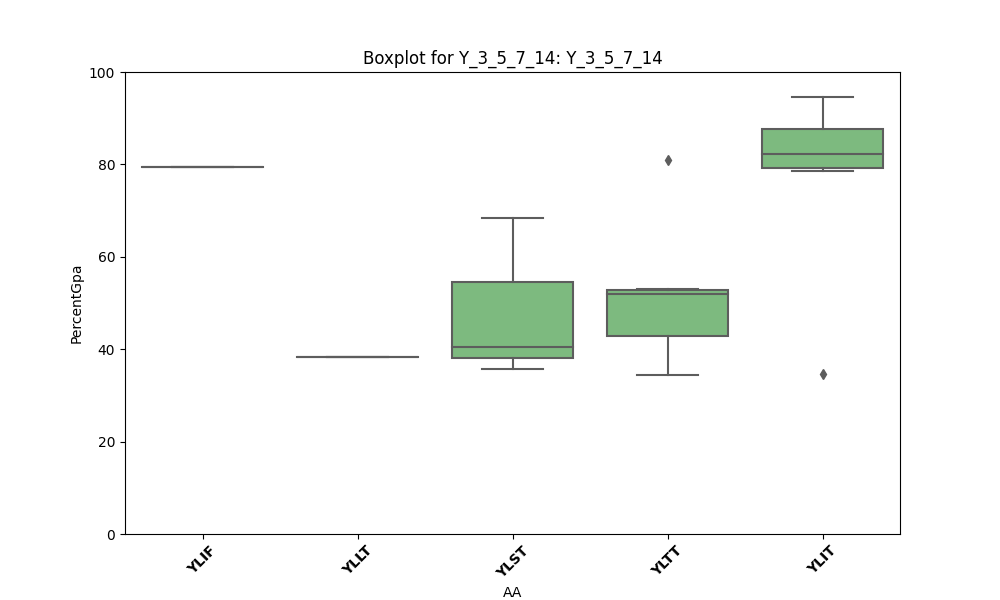 Boxplot for Y_3_5_7_14: Y_3_5_7_14
100
80
60
40
20
0
PercentGpa
YLIF
YLLT
YLST
YLTT
YLIT
AA